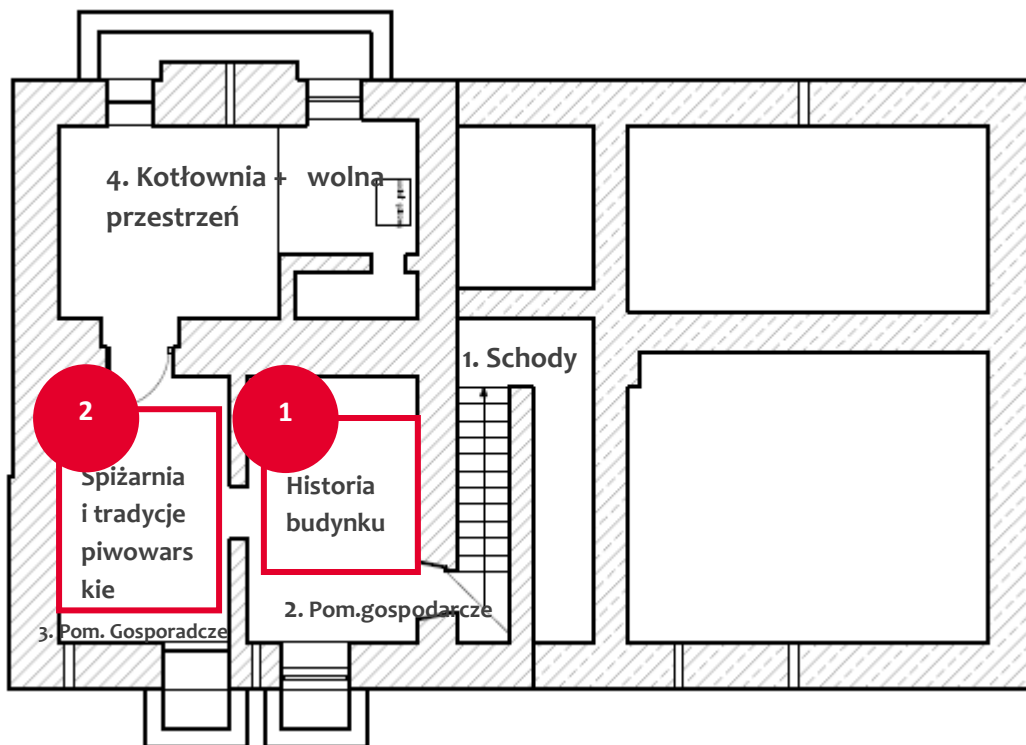 4. Kotłownia + wolna
przestrzeń
1. Schody
2
1
Spiżarnia
i tradycje
piwowars
kie
Historia
budynku
2. Pom.gospodarcze
3. Pom. Gosporadcze